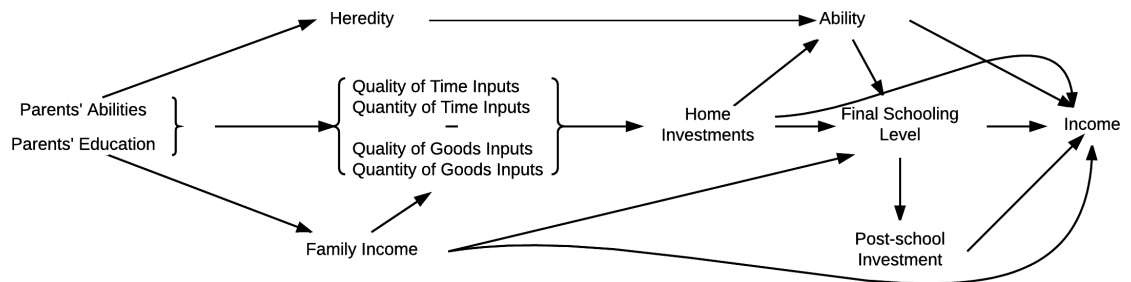 Heredity
Ability
Parents' Abilities
Parents' Education
Quality of Time Inputs
Quantity of Time Inputs
–
Quality of Goods Inputs
Quantity of Goods Inputs
Home
Investments
Final Schooling
Level
Income
Family Income
Post-school
Investment